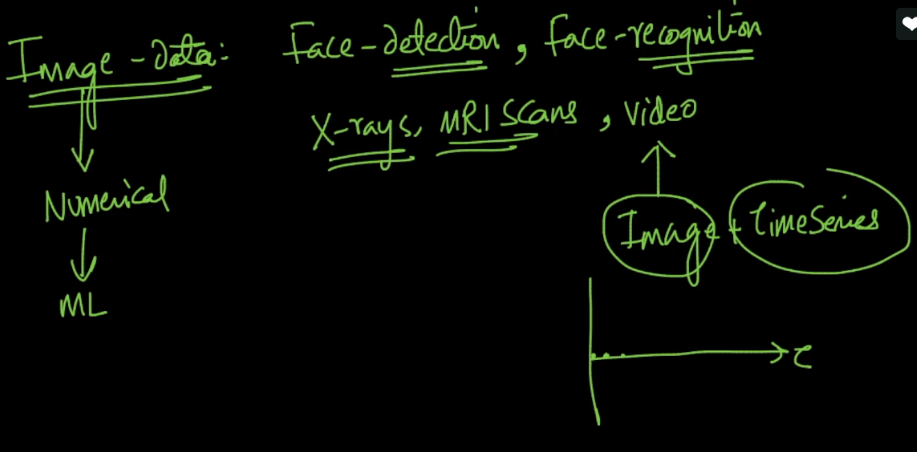 Image-Data: Face-detection, face-recognition
X-rays, MRI Scans, Video
Numerical
Image + TimeSeries
ML
t